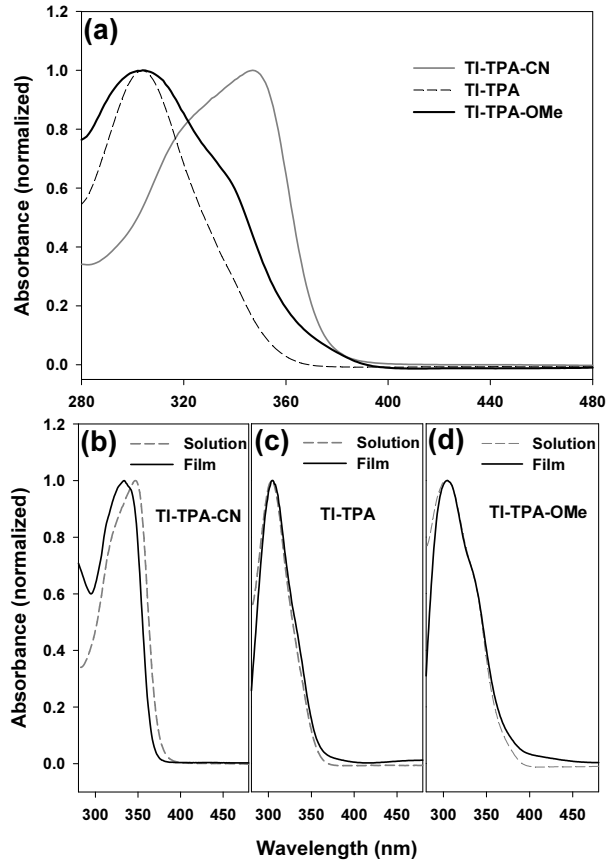 (a)
TI-TPA-CN
TI-TPA
TI-TPA-OMe
Absorbance (normalized)
1.0
0.8
0.6
0.4
0.2
0.0
280 320 360 400 440 480
(b) Solution
Film
TI-TPA-CN
(c) Solution
Film
TI-TPA
(d) Solution
Film
TI-TPA-OMe
Absorbance (normalized)
1.2
1.0
0.8
0.6
0.4
0.2
0.0
300 350 400 450 300 350 400 450 300 350 400 450
Wavelength (nm)